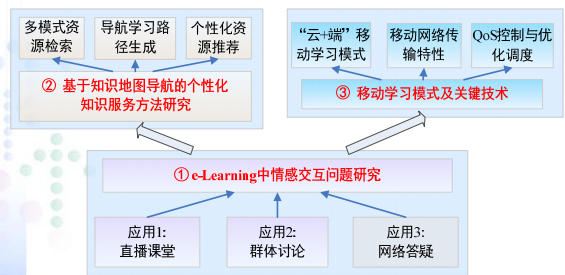 多模式资
源检索
导航学习路
径生成
个性化资
源推荐
② 基于知识地图导航的个性化
知识服务方法研究
“云+端”移
动学习模式
移动网络传
输特性
QoS控制与优
化调度
③ 移动学习模式及关键技术
① e-Learning中情感交互问题研究
应用1:
直播课堂
应用2:
群体讨论
应用3:
网络答疑